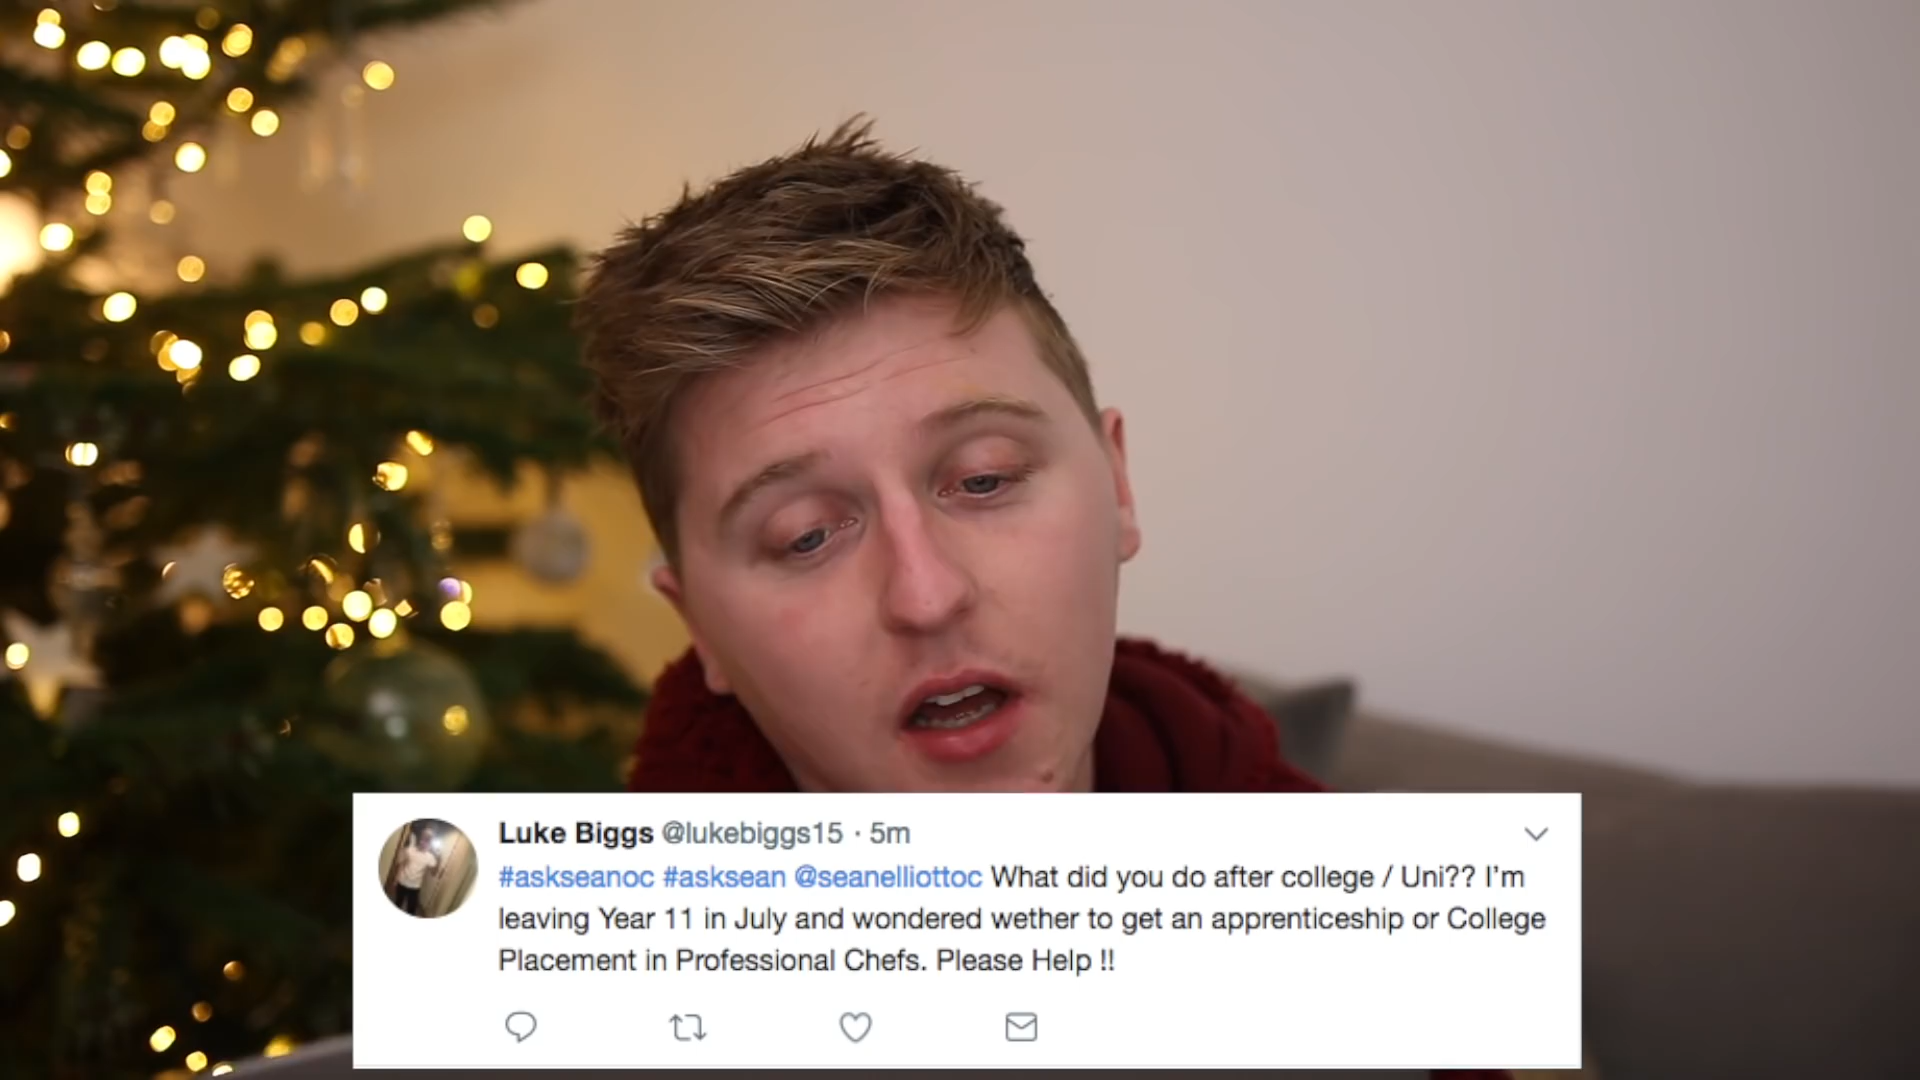 Luke Biggs @lukebiggs15 · 5m
#askseanoc #asksean @seanelliottoc What did you do after college / Uni?? I'm
leaving Year 11 in July and wondered wether to get an apprenticeship or College
Placement in Professional Chefs. Please Help !!